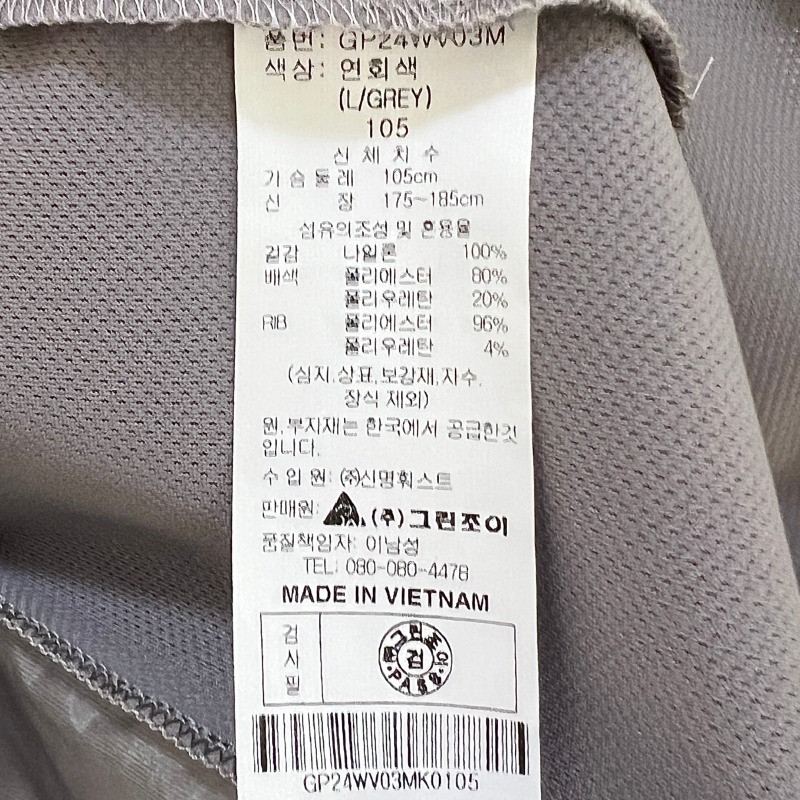 품번: GP24WV03M
색상: 연회색
(L/GREY)
105
신체치수
가슴둘레 105cm
신 장 175~185cm
섬유의조성 및 혼용율
겉감 나일론 100%
배색 폴리에스터 80%
폴리우레탄 20%
RIB 폴리에스터 96%
폴리우레탄 4%
(심지,상표,보강재,자수,
장식 제외)
원,부자재는 한국에서 공급한것
입니다.
수 입 원: (주)신명훠스트
판매원: (주)그린조이
품질책임자: 이남성
TEL: 080-080-4478
MADE IN VIETNAM
검사필
그린조이
검
PASS
GP24WV03MK0105